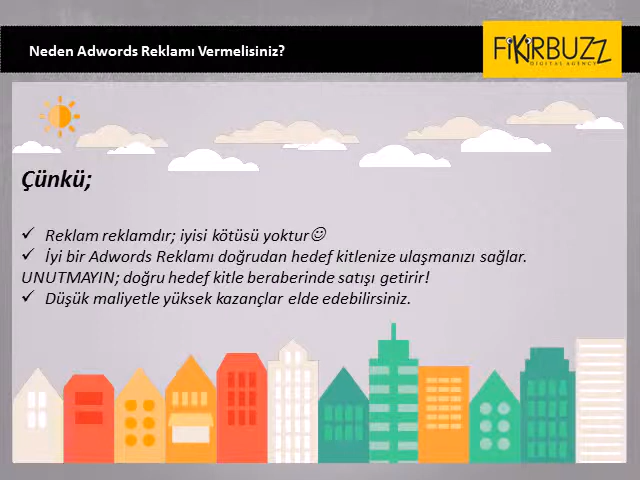 Neden Adwords Reklamı Vermelisiniz?
FIKIRBUZZ
DIGITAL AGENCY
Çünkü;
✓ Reklam reklamdır; iyisi kötüsü yoktur☺
✓ İyi bir Adwords Reklamı doğrudan hedef kitlenize ulaşmanızı sağlar.
UNUTMAYIN; doğru hedef kitle beraberinde satışı getirir!
✓ Düşük maliyetle yüksek kazançlar elde edebilirsiniz.